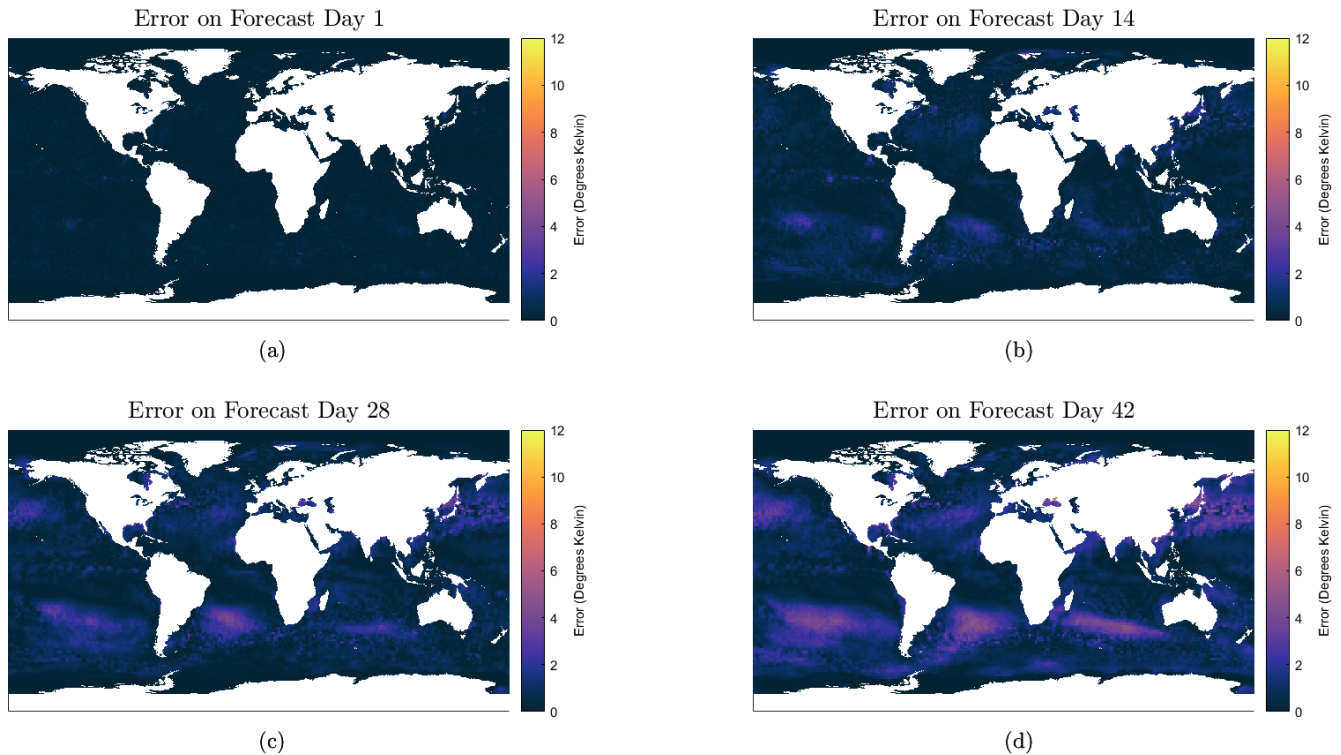 Error on Forecast Day 1
12
10
8
6
4
2
0
Error (Degrees Kelvin)
(a)
Error on Forecast Day 14
12
10
8
6
4
2
0
Error (Degrees Kelvin)
(b)
Error on Forecast Day 28
12
10
8
6
4
2
0
Error (Degrees Kelvin)
(c)
Error on Forecast Day 42
12
10
8
6
4
2
0
Error (Degrees Kelvin)
(d)